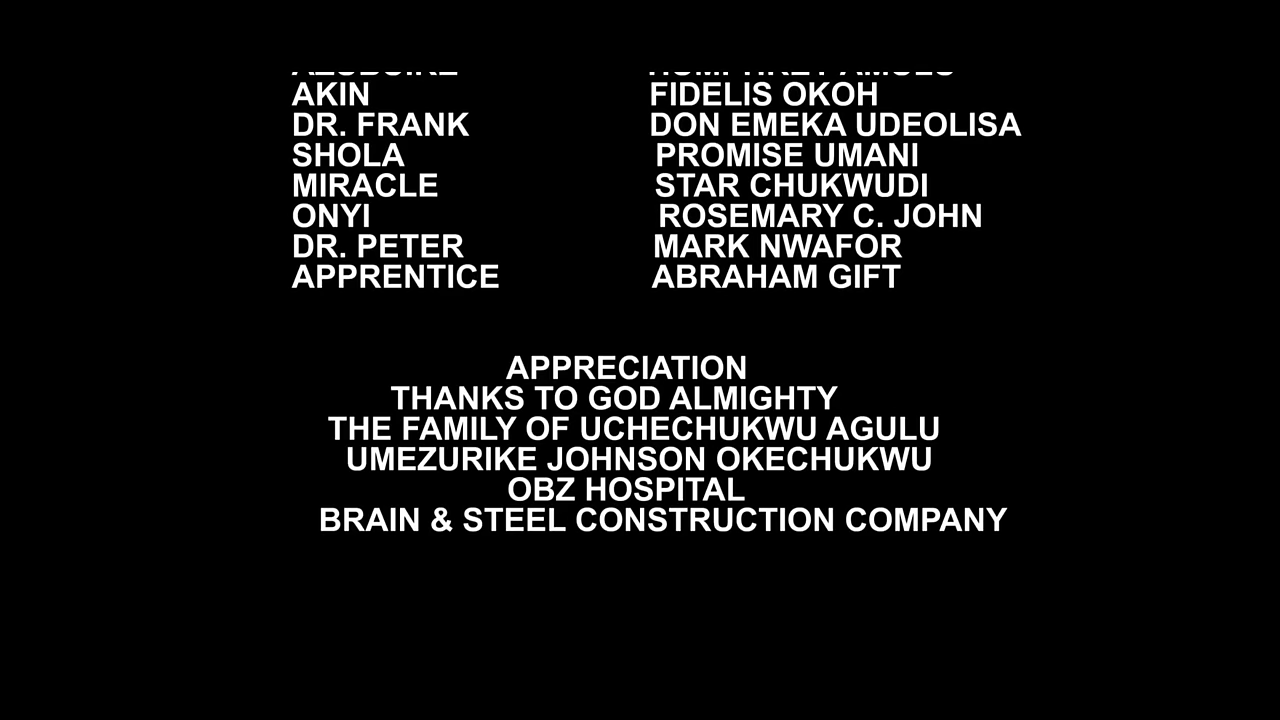 AKIN FIDELIS OKOH
DR. FRANK DON EMEKA UDEOLISA
SHOLA PROMISE UMANI
MIRACLE STAR CHUKWUDI
ONYI ROSEMARY C. JOHN
DR. PETER MARK NWAFOR
APPRENTICE ABRAHAM GIFT
APPRECIATION
THANKS TO GOD ALMIGHTY
THE FAMILY OF UCHECHUKWU AGULU
UMEZURIKE JOHNSON OKECHUKWU
OBZ HOSPITAL
BRAIN & STEEL CONSTRUCTION COMPANY